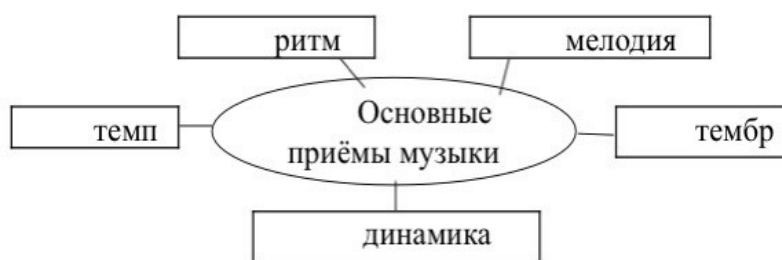 ритм
мелодия
темп
Основные
приёмы музыки
тембр
динамика